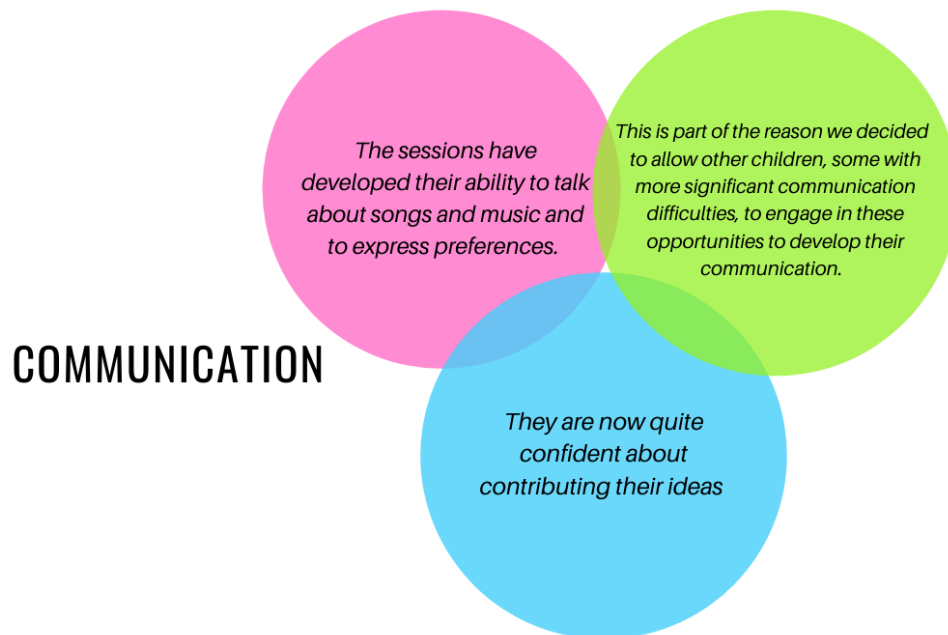 The sessions have
developed their ability to talk
about songs and music and
to express preferences.
This is part of the reason we decided
to allow other children, some with
more significant communication
difficulties, to engage in these
opportunities to develop their
communication.
COMMUNICATION
They are now quite
confident about
contributing their ideas